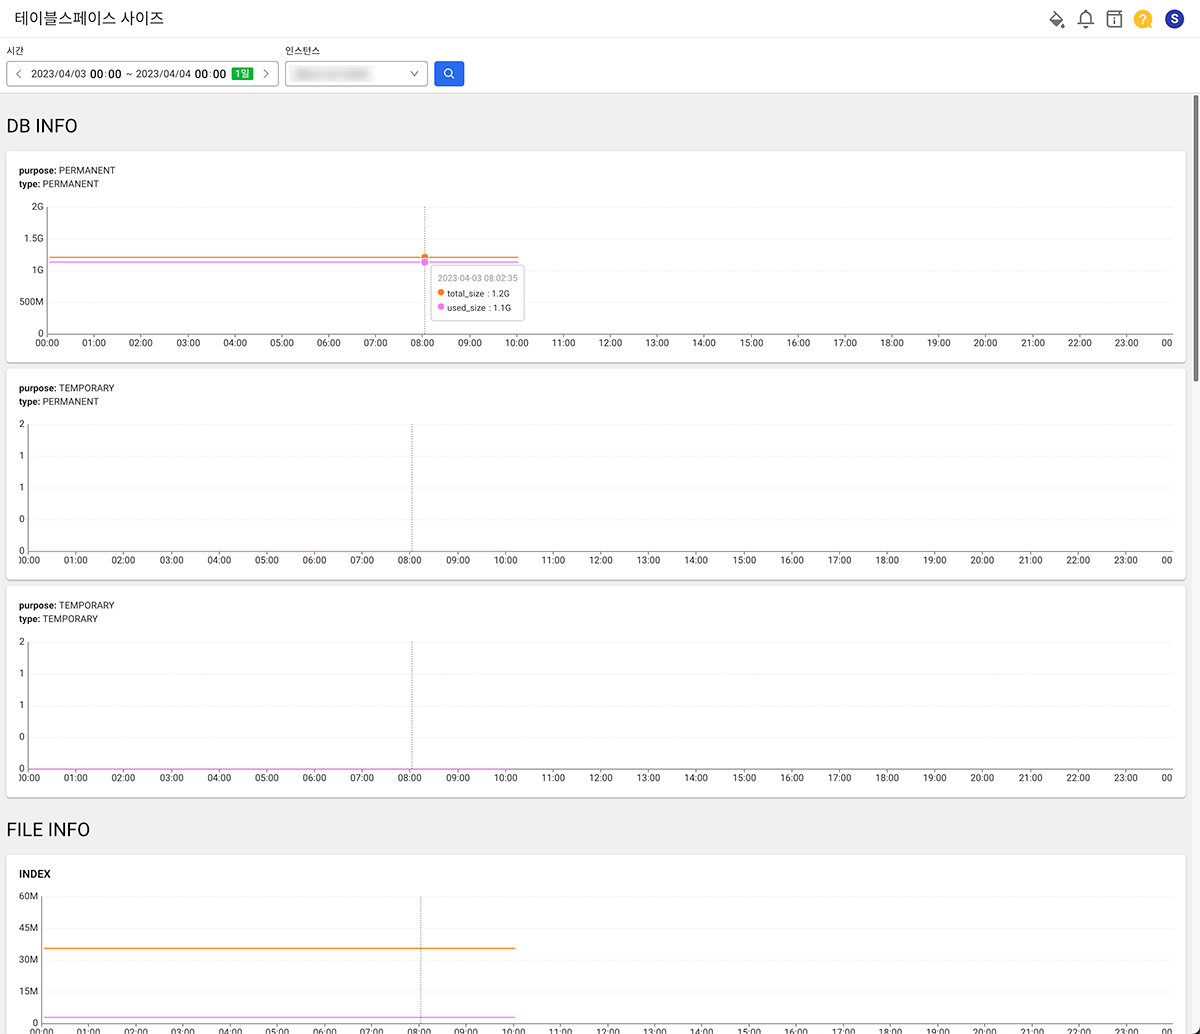 테이블스페이스 사이즈
?
S
시간
인스턴스
2023/04/03 00:00 ~ 2023/04/04 00:00 1일
DB INFO
purpose: PERMANENT
type: PERMANENT
2G
1.5G
1G
500M
0
2023-04-03 08:02:35
total_size : 1.2G
used_size : 1.1G
00:00 01:00 02:00 03:00 04:00 05:00 06:00 07:00 08:00 09:00 10:00 11:00 12:00 13:00 14:00 15:00 16:00 17:00 18:00 19:00 20:00 21:00 22:00 23:00 00
purpose: TEMPORARY
type: PERMANENT
2
1
1
0
0
00:00 01:00 02:00 03:00 04:00 05:00 06:00 07:00 08:00 09:00 10:00 11:00 12:00 13:00 14:00 15:00 16:00 17:00 18:00 19:00 20:00 21:00 22:00 23:00 00
purpose: TEMPORARY
type: TEMPORARY
2
1
1
0
0
00:00 01:00 02:00 03:00 04:00 05:00 06:00 07:00 08:00 09:00 10:00 11:00 12:00 13:00 14:00 15:00 16:00 17:00 18:00 19:00 20:00 21:00 22:00 23:00 00
FILE INFO
INDEX
60M
45M
30M
15M
0
00:00 01:00 02:00 03:00 04:00 05:00 06:00 07:00 08:00 09:00 10:00 11:00 12:00 13:00 14:00 15:00 16:00 17:00 18:00 19:00 20:00 21:00 22:00 23:00 00